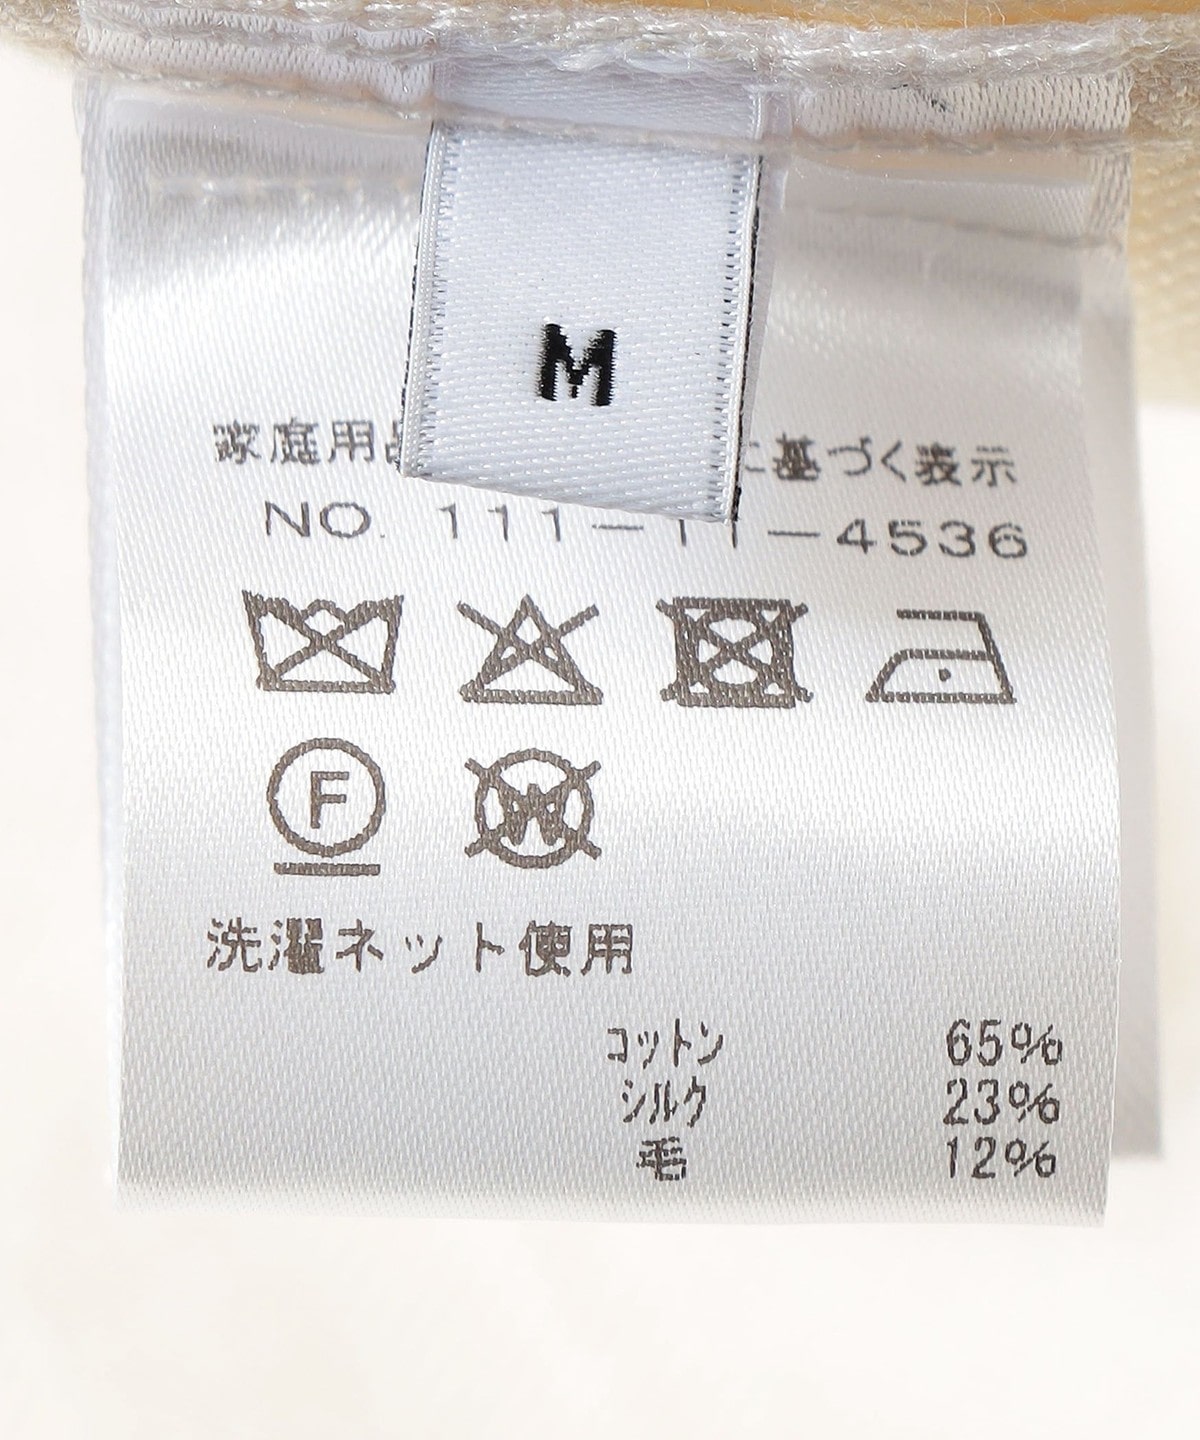 M
家庭用品 に基づく表示
NO. 111-11-4536
F
W
洗濯ネット使用
コットン 65%
シルク 23%
毛 12%